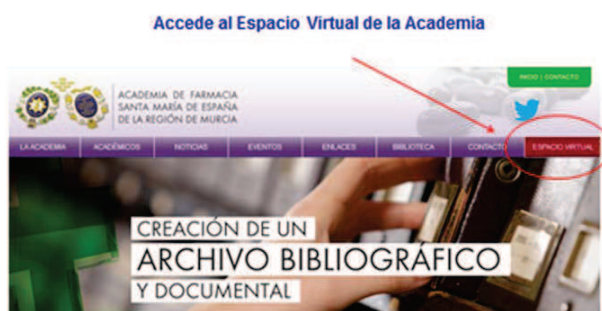 Accede al Espacio Virtual de la Academia
INICIO | CONTACTO
ACADEMIA DE FARMACIA
SANTA MARÍA DE ESPAÑA
DE LA REGIÓN DE MURCIA
LA ACADEMIA ACADÉMICOS NOTICIAS EVENTOS ENLACES BIBLIOTECA CONTACTO ESPACIO VIRTUAL
CREACIÓN DE UN
ARCHIVO BIBLIOGRÁFICO
Y DOCUMENTAL